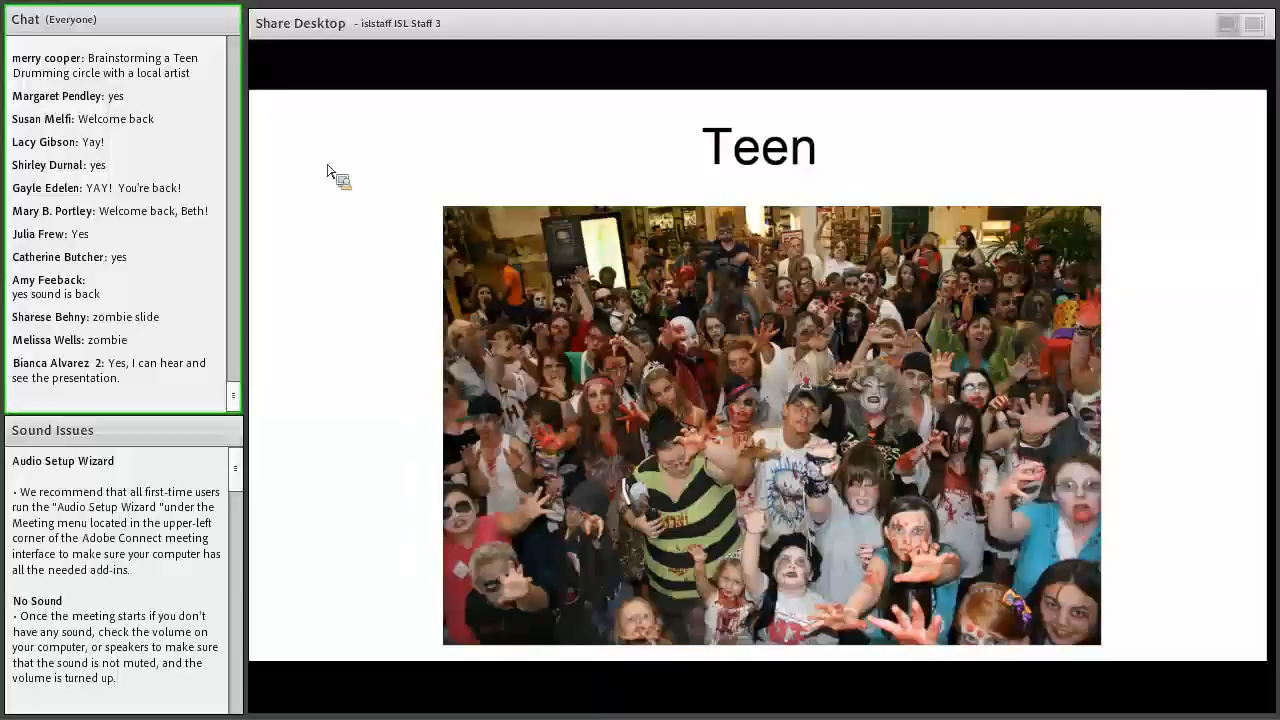 Chat (Everyone)
merry cooper: Brainstorming a Teen
Drumming circle with a local artist
Margaret Pendley: yes
Susan Melfi: Welcome back
Lacy Gibson: Yay!
Shirley Dumal: yes
Gayle Edelen: YAY! You're back!
Mary B. Portley: Welcome back, Beth!
Julia Frew: Yes
Catherine Butcher: yes
Amy Feeback:
yes sound is back
Sharese Behny: zombie slide
Melissa Wells: zombie
Bianca Alvarez 2: Yes, I can hear and
see the presentation.
Sound Issues
Audio Setup Wizard
• We recommend that all first-time users
run the "Audio Setup Wizard "under the
Meeting menu located in the upper-left
corner of the Adobe Connect meeting
interface to make sure your computer has
all the needed add-ins.
No Sound
• Once the meeting starts if you don't
have any sound, check the volume on
your computer, or speakers to make sure
that the sound is not muted, and the
volume is turned up.
Share Desktop - islstaff ISL Staff 3
Teen